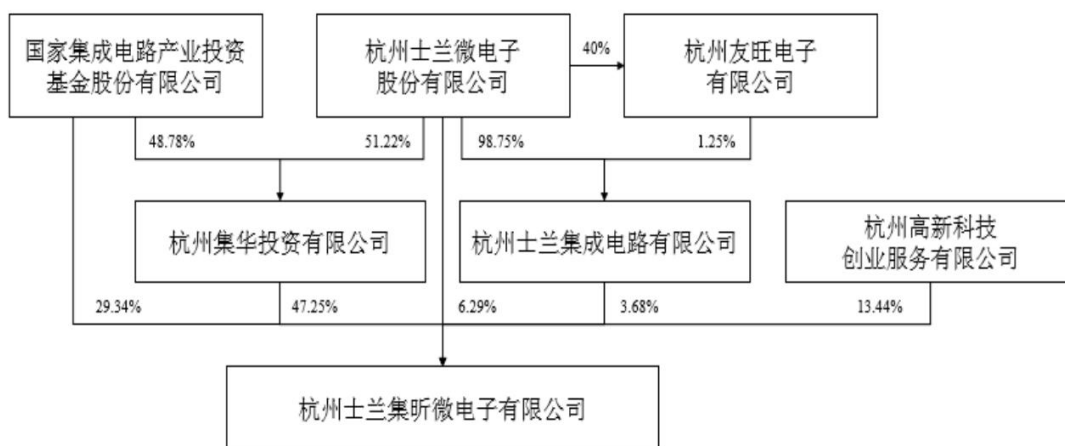 国家集成电路产业投资
基金股份有限公司
杭州士兰微电子
股份有限公司
40%
杭州友旺电子
有限公司
48.78%
51.22%
98.75%
1.25%
杭州集华投资有限公司
杭州士兰集成电路有限公司
杭州高新科技
创业服务有限公司
29.34%
47.25%
6.29%
3.68%
13.44%
杭州士兰集昕微电子有限公司